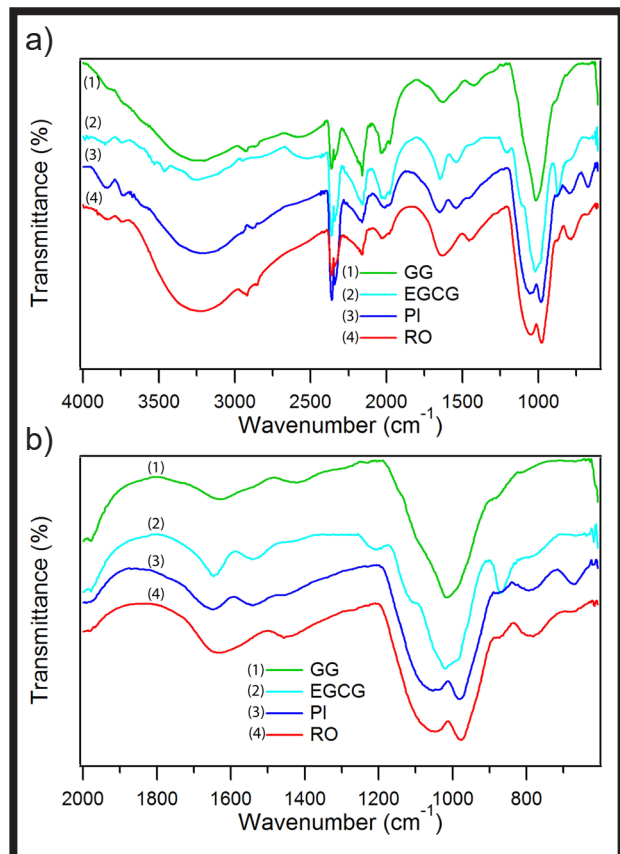 a)
Transmittance (%)
(1)
(2)
(3)
(4)
(1) GG
(2) EGCG
(3) PI
(4) RO
4000 3500 3000 2500 2000 1500 1000
Wavenumber (cm-1)
b)
Transmittance (%)
(1)
(2)
(3)
(4)
(1) GG
(2) EGCG
(3) PI
(4) RO
2000 1800 1600 1400 1200 1000 800
Wavenumber (cm-1)